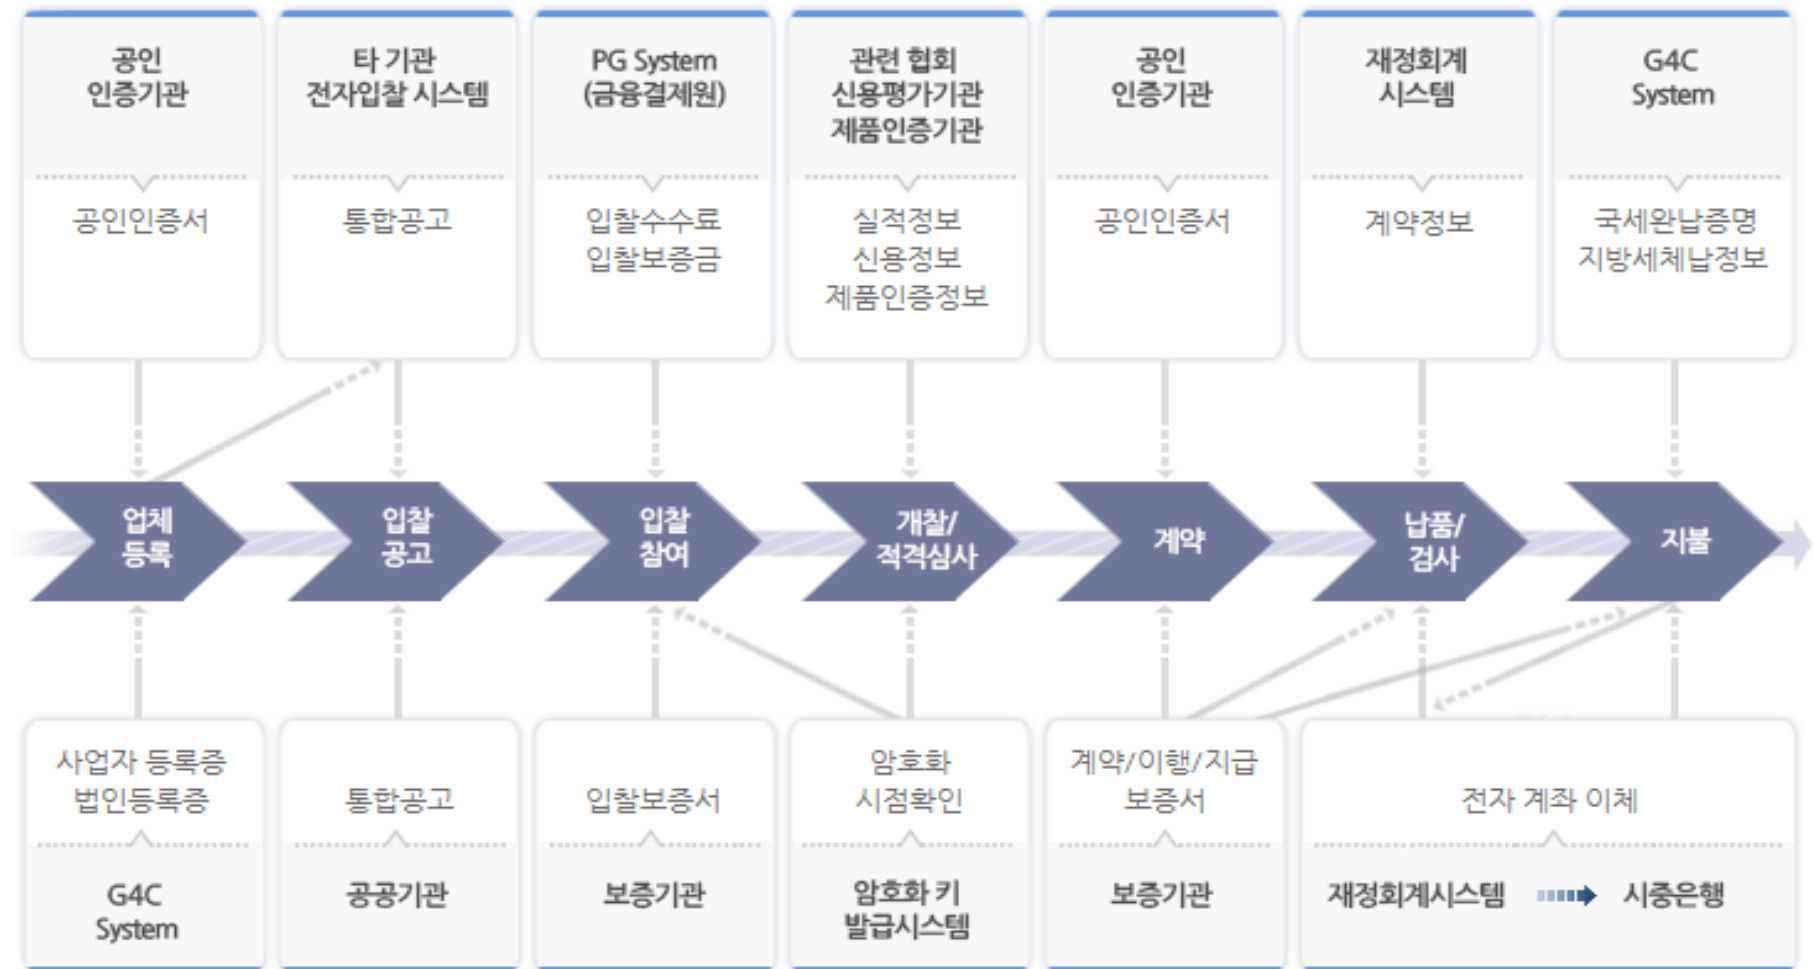 공인
인증기관
공인인증서
타 기관
전자입찰 시스템
통합공고
PG System
(금융결제원)
입찰수수료
입찰보증금
관련 협회
신용평가기관
제품인증기관
실적정보
신용정보
제품인증정보
공인
인증기관
공인인증서
재정회계
시스템
계약정보
G4C
System
국세완납증명
지방세체납정보
업체
등록
입찰
공고
입찰
참여
개찰/
적격심사
계약
납품/
검사
지불
사업자 등록증
법인등록증
G4C
System
통합공고
공공기관
입찰보증서
보증기관
암호화
시점확인
암호화 키
발급시스템
계약/이행/지급
보증서
보증기관
전자 계좌 이체
재정회계시스템
시중은행